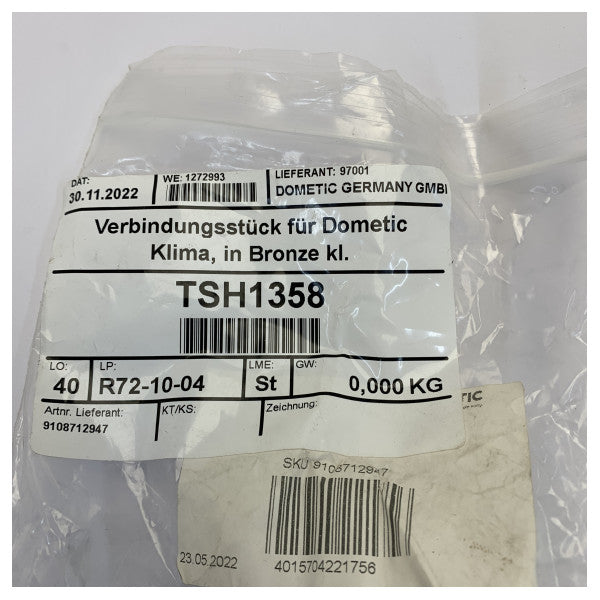 DAT:
30.11.2022
WE: 1272993
LIEFERANT: 97001
DOMETIC GERMANY GMBI
Verbindungsstück für Dometic
Klima, in Bronze kl.
TSH1358
LO:
40
LP:
R72-10-04
LME:
St
GW:
0,000 KG
Artnr. Lieferant:
9108712947
KT/KS:
Zeichnung:
TIC
SKU 9108712947
23.05.2022
4015704221756